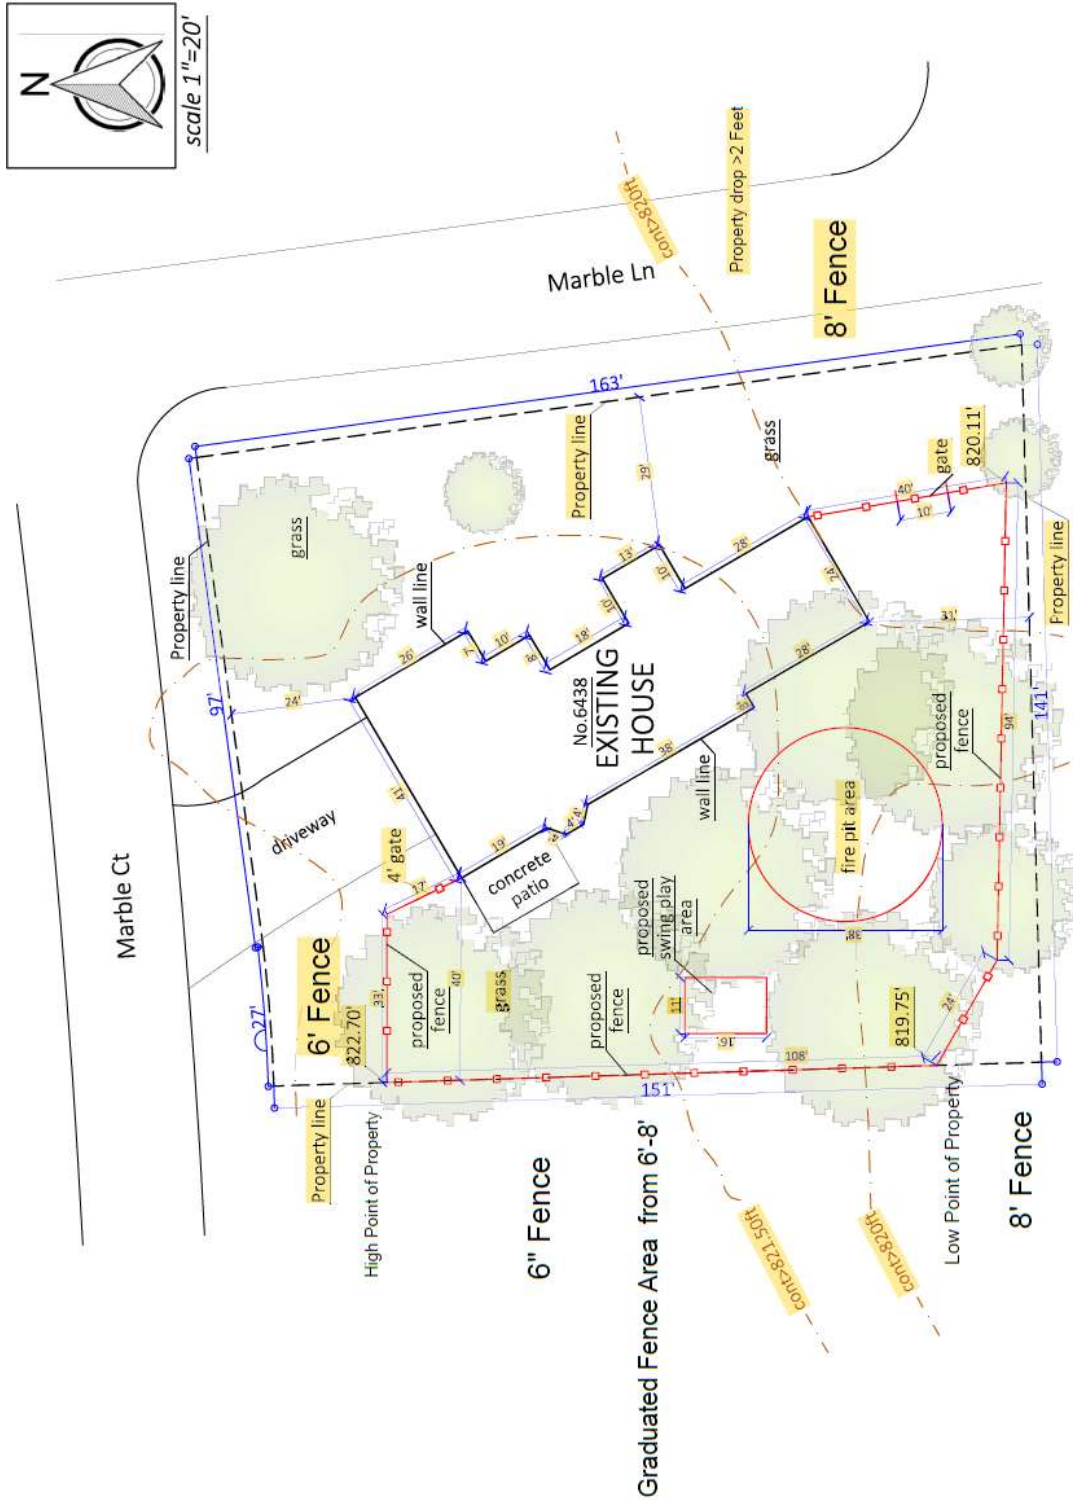 N
scale 1"=20'
Marble Ct
Marble Ln
cont>820ft
Property drop >2 Feet
8' Fence
163'
Property line
29'
grass
40'
gate
10'
820.11'
Property line
Property line
grass
97'
24'
wall line
26'
7'
10'
18'
10'
13'
10'
28'
24'
31'
28'
No.6438
EXISTING
HOUSE
38'
wall line
driveway
41'
4' gate
17'
19'
4'
4'
concrete
patio
6' Fence
27'
33'
822.70'
proposed
fence
40'
grass
proposed
fence
proposed
swing play
area
11'
16'
fire pit area
38'
proposed
fence
94'
141'
819.75'
24'
108'
151'
Property line
High Point of Property
6" Fence
Graduated Fence Area from 6'-8'
cont>821.50ft
cont>820ft
Low Point of Property
8' Fence